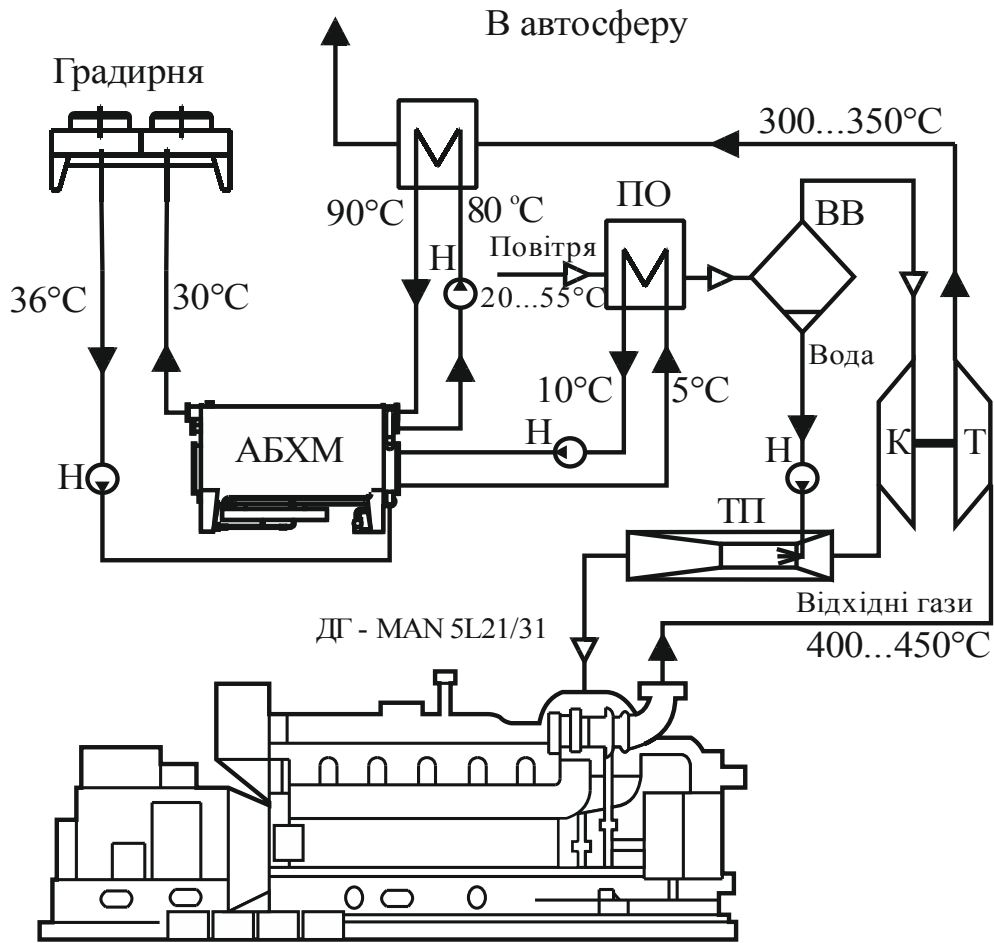 В автосферу
Градирня
300...350°С
ПО
ВВ
90°С
80 °С
Повітря
Н
20...55°С
36°С
30°С
Вода
10°С
5°С
АБХМ
Н
К
Т
Н
Н
ТП
Відхідні гази
ДГ - MAN 5L21/31
400...450°С